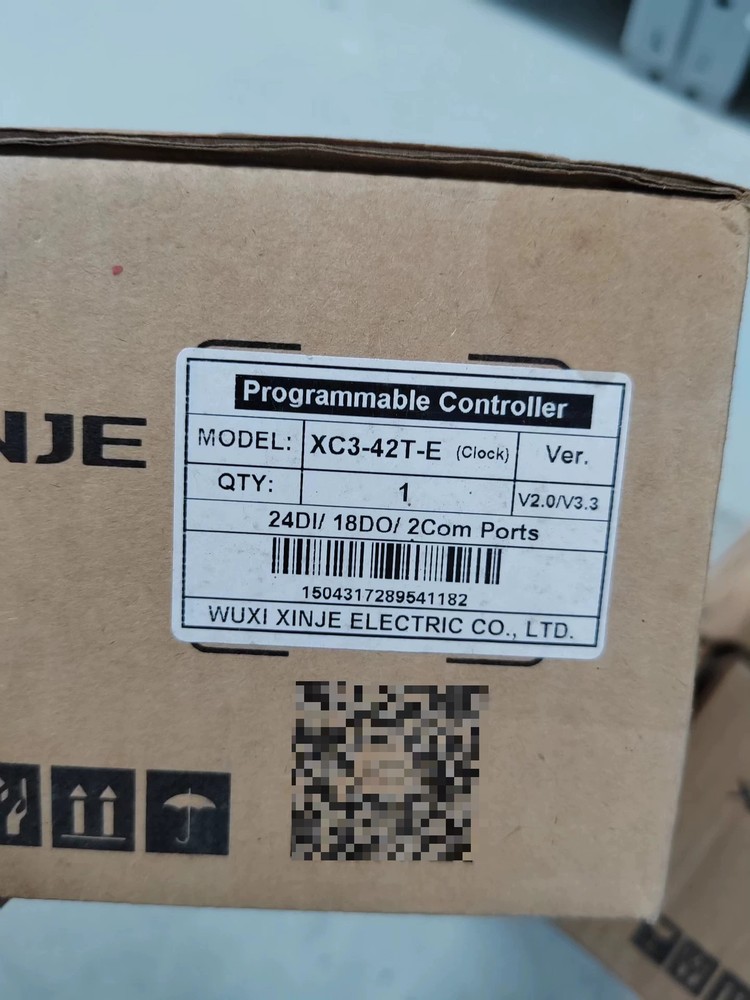 NJE
Programmable Controller
MODEL: XC3-42T-E (Clock) Ver.
QTY: 1 V2.0/V3.3
24DI/ 18DO/ 2Com Ports
1504317289541182
WUXI XINJE ELECTRIC CO., LTD.